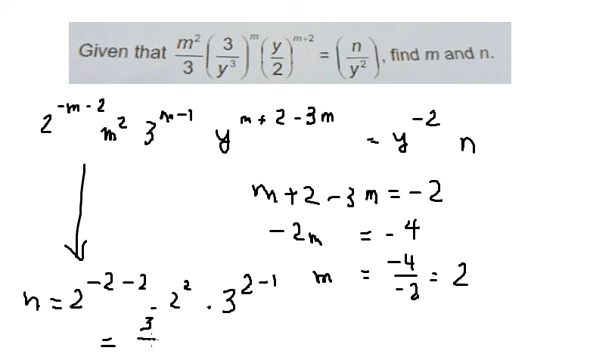 Given that m²/3 (3/y³)^m (y/2)^(m+2) = (n/y²), find m and n.
2^(-m-2) m² 3^(m-1) y^(m+2-3m) = y^(-2) n
m+2-3m = -2
-2m = -4
m = -4/-2 = 2
n = 2^(-2-2) · 2² · 3^(2-1)
= 3/